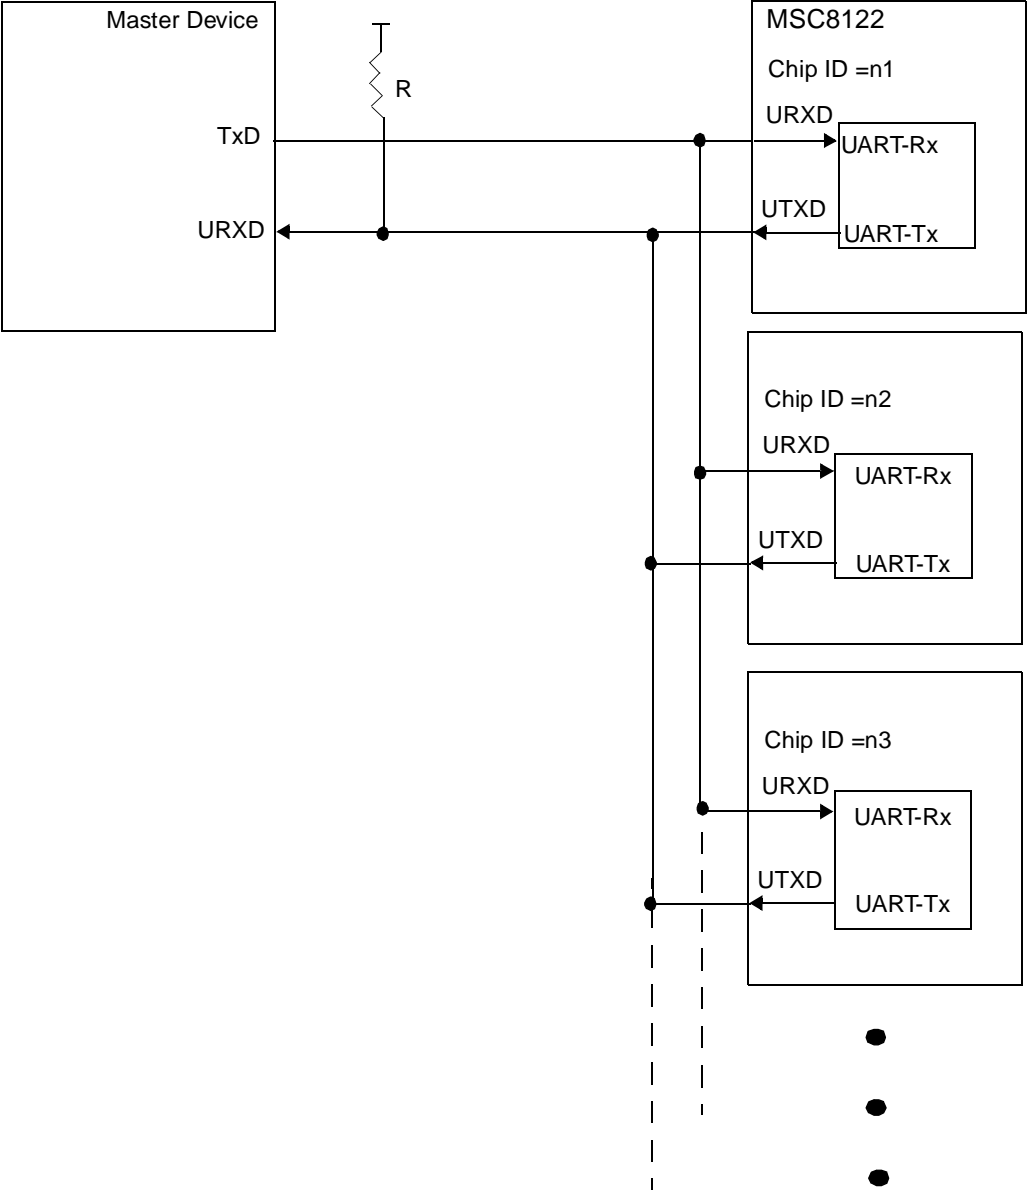 Master Device
R
TxD
URXD
MSC8122
Chip ID =n1
URXD
UART-Rx
UTXD
UART-Tx
Chip ID =n2
URXD
UART-Rx
UTXD
UART-Tx
Chip ID =n3
URXD
UART-Rx
UTXD
UART-Tx